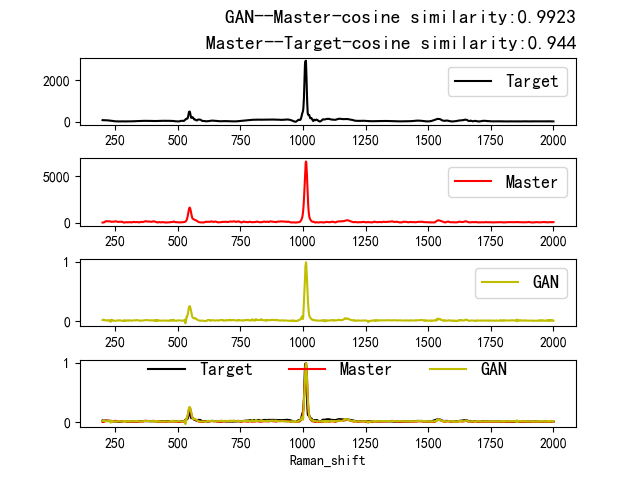 GAN--Master-cosine similarity:0.9923
Master--Target-cosine similarity:0.944
2000
0
Target
250 500 750 1000 1250 1500 1750 2000
5000
0
Master
250 500 750 1000 1250 1500 1750 2000
1
0
GAN
250 500 750 1000 1250 1500 1750 2000
1
0
Target Master GAN
250 500 750 1000 1250 1500 1750 2000
Raman_shift